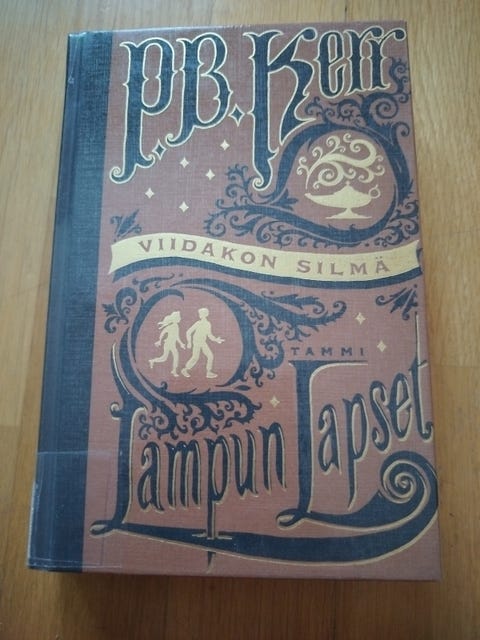 P.B. Kerr
VIIDAKON SILMÄ
TAMMI
Lampun Lapset